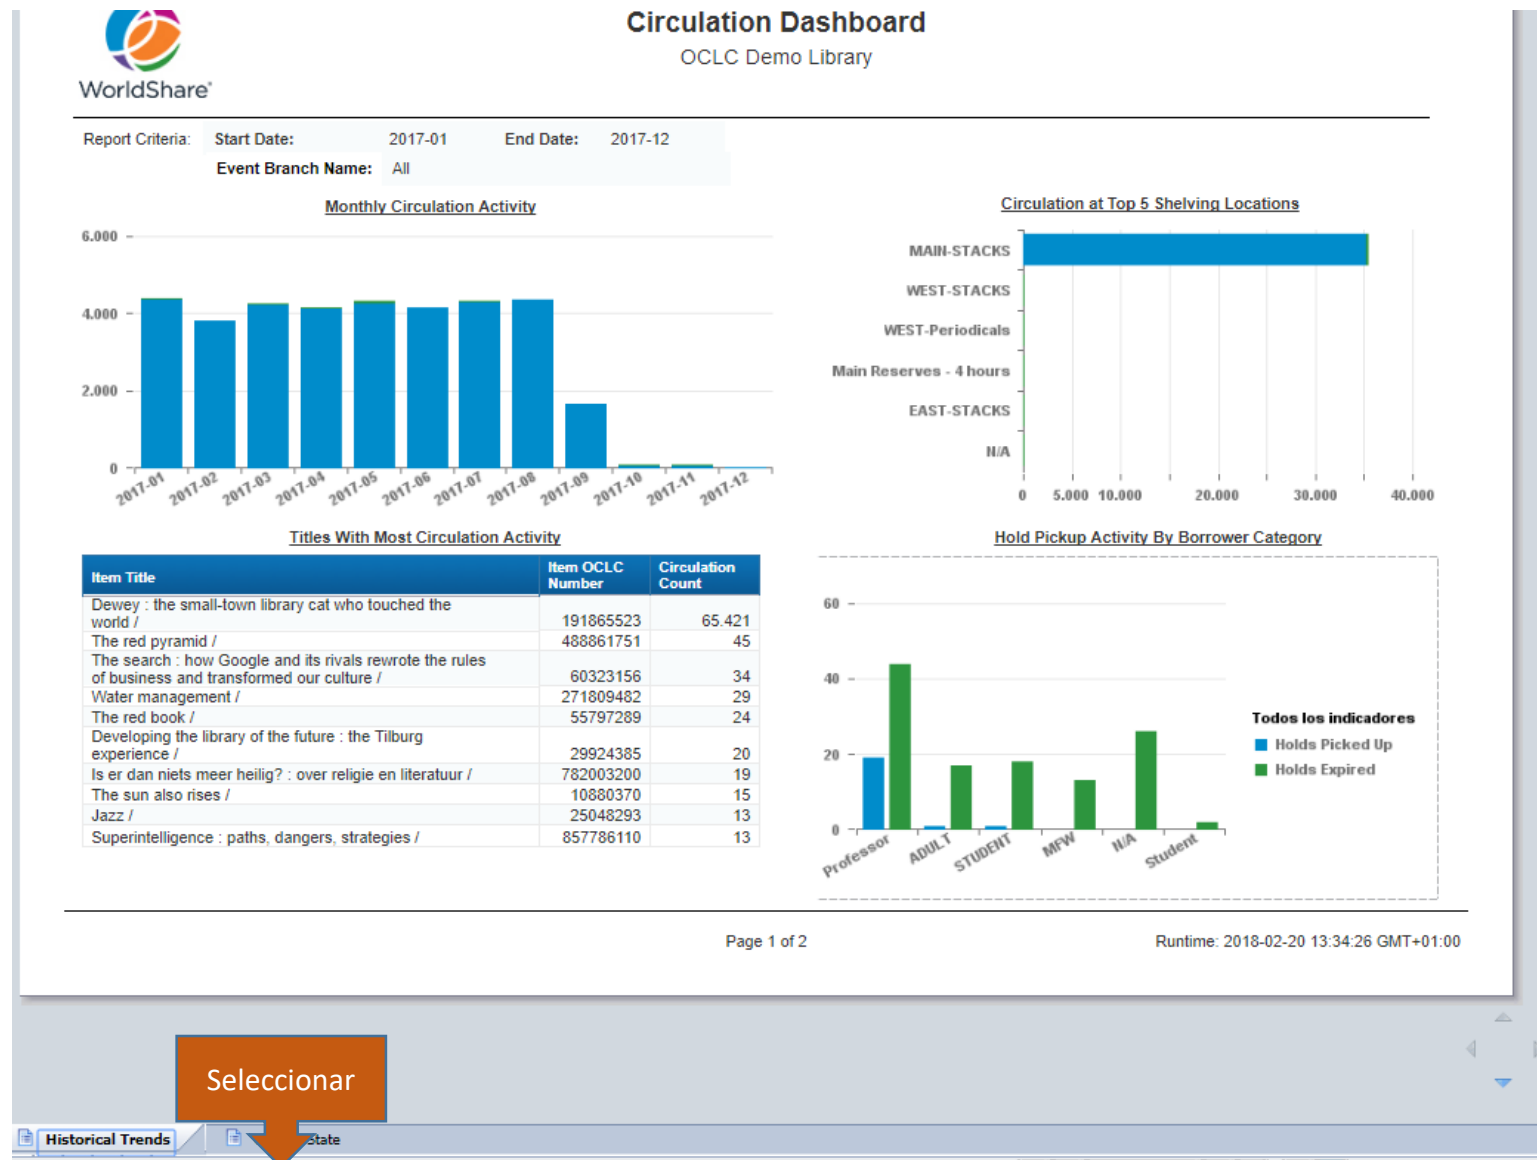 Circulation Dashboard
OCLC Demo Library
WorldShare®
Report Criteria: Start Date: 2017-01 End Date: 2017-12
Event Branch Name: All
Monthly Circulation Activity
6.000
4.000
2.000
0
2017-01 2017-02 2017-03 2017-04 2017-05 2017-06 2017-07 2017-08 2017-09 2017-10 2017-11 2017-12
Circulation at Top 5 Shelving Locations
MAIN-STACKS
WEST-STACKS
WEST-Periodicals
Main Reserves - 4 hours
EAST-STACKS
N/A
0 5.000 10.000 20.000 30.000 40.000
Titles With Most Circulation Activity
Item Title Item OCLC Number Circulation Count
Dewey : the small-town library cat who touched the
world / 191865523 65.421
The red pyramid / 488861751 45
The search : how Google and its rivals rewrote the rules
of business and transformed our culture / 60323156 34
Water management / 271809482 29
The red book / 55797289 24
Developing the library of the future : the Tilburg
experience / 29924385 20
Is er dan niets meer heilig? : over religie en literatuur / 782003200 19
The sun also rises / 10880370 15
Jazz / 25048293 13
Superintelligence : paths, dangers, strategies / 857786110 13
Hold Pickup Activity By Borrower Category
60
40
20
0
Professor ADULT STUDENT MFW N/A Student
Todos los indicadores
Holds Picked Up
Holds Expired
Page 1 of 2
Runtime: 2018-02-20 13:34:26 GMT+01:00
Seleccionar
Historical Trends
State